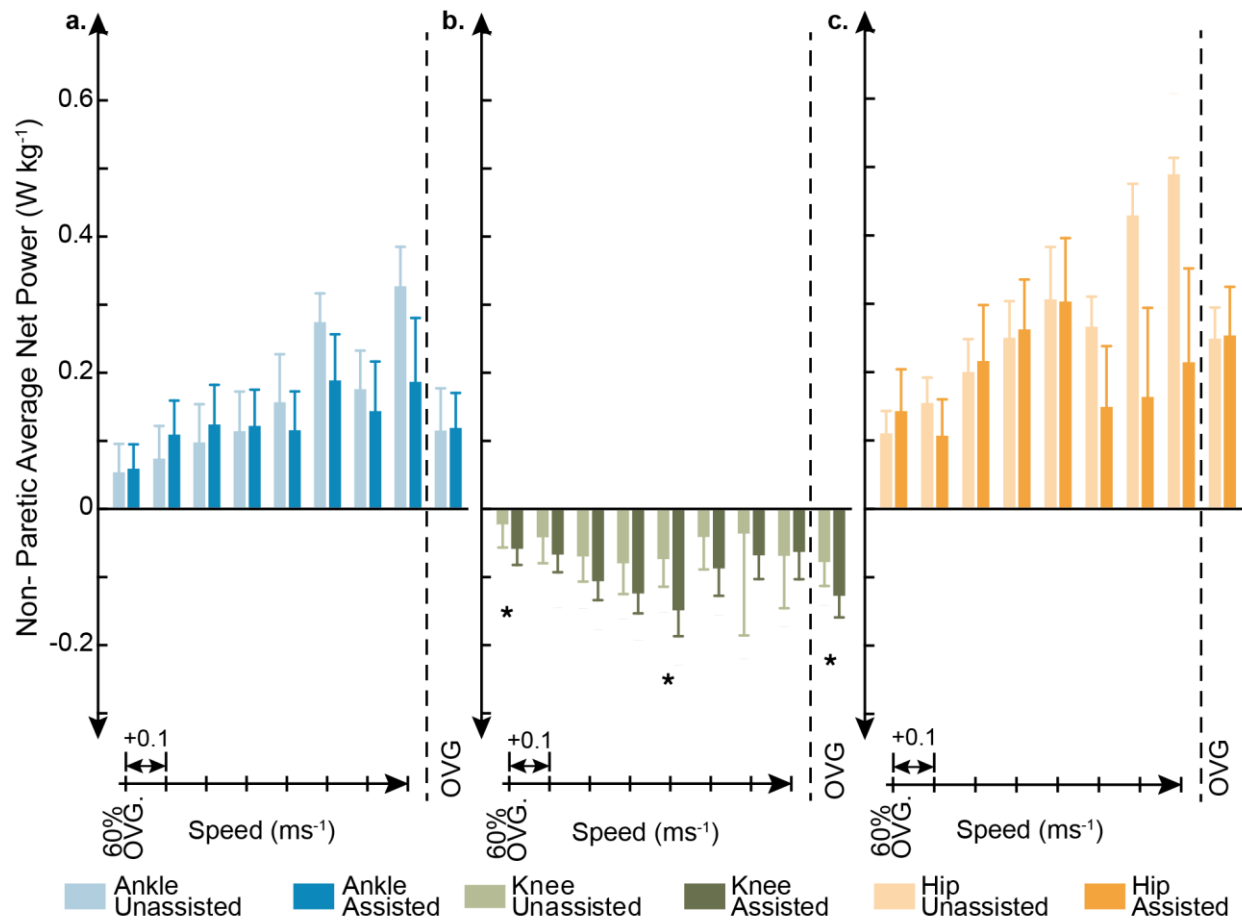 a.
b.
c.
Non- Paretic Average Net Power (W kg⁻¹)
0.6
0.4
0.2
0
-0.2
*
*
*
+0.1
+0.1
+0.1
60%
OVG.
Speed (ms⁻¹)
OVG
60%
OVG.
Speed (ms⁻¹)
OVG
60%
OVG.
Speed (ms⁻¹)
OVG
Ankle
Unassisted
Ankle
Assisted
Knee
Unassisted
Knee
Assisted
Hip
Unassisted
Hip
Assisted